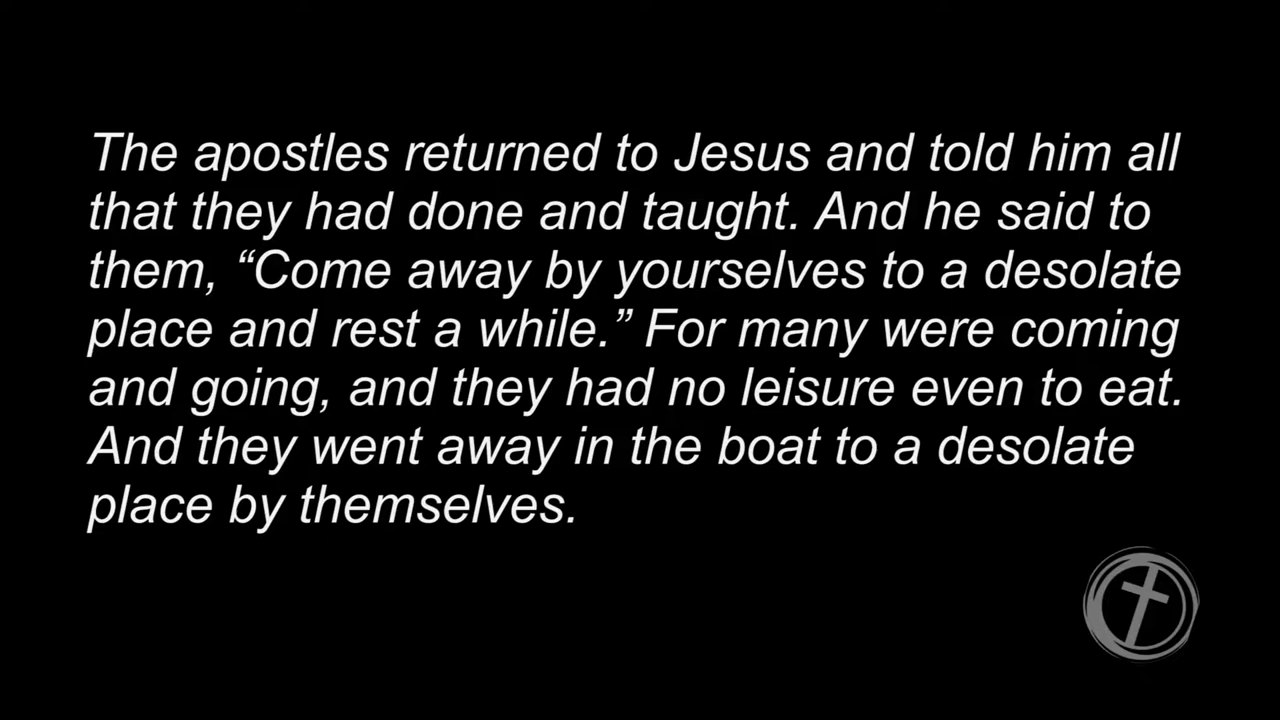 The apostles returned to Jesus and told him all
that they had done and taught. And he said to
them, “Come away by yourselves to a desolate
place and rest a while.” For many were coming
and going, and they had no leisure even to eat.
And they went away in the boat to a desolate
place by themselves.